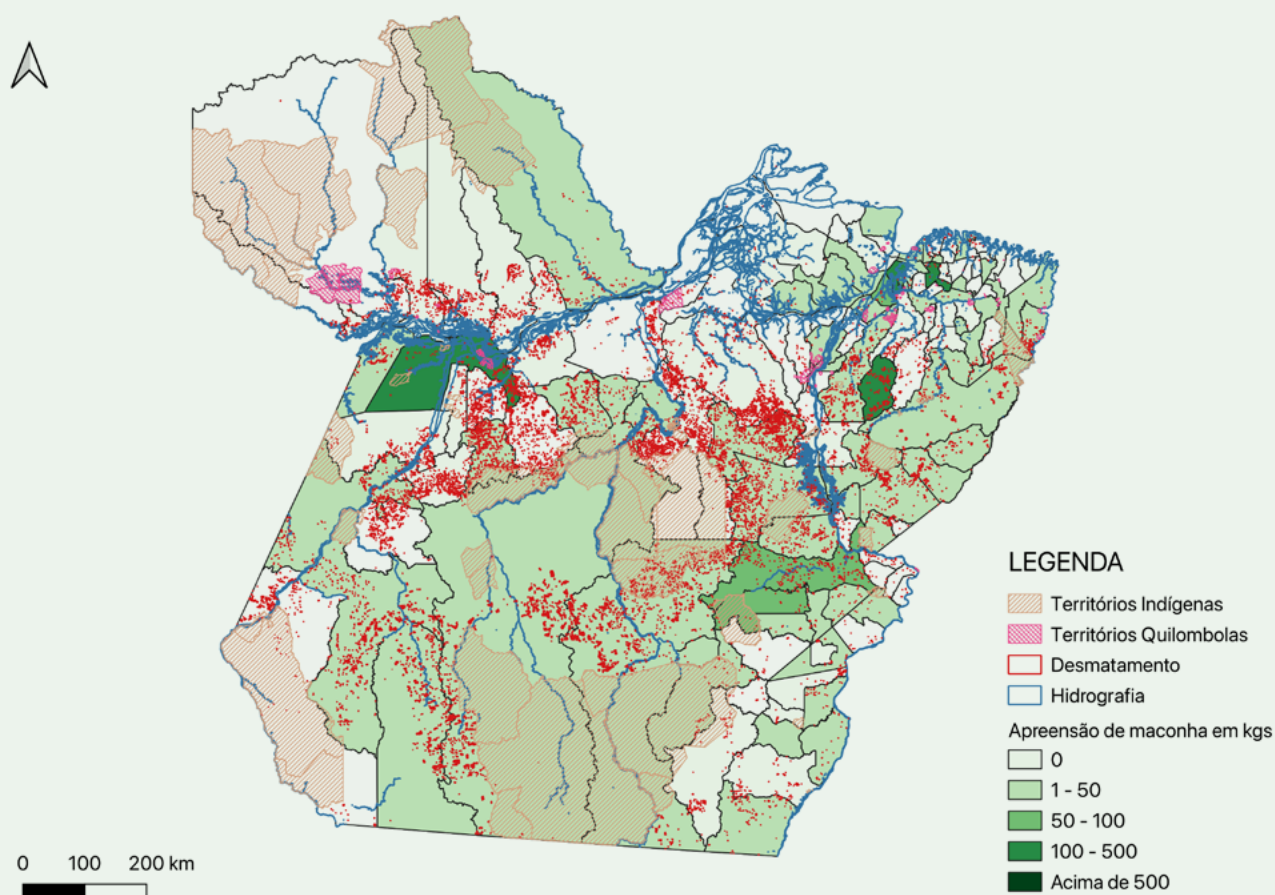 LEGENDA
Territórios Indígenas
Territórios Quilombolas
Desmatamento
Hidrografia
Apreensão de maconha em kgs
0
1 - 50
50 - 100
100 - 500
Acima de 500
0 100 200 km